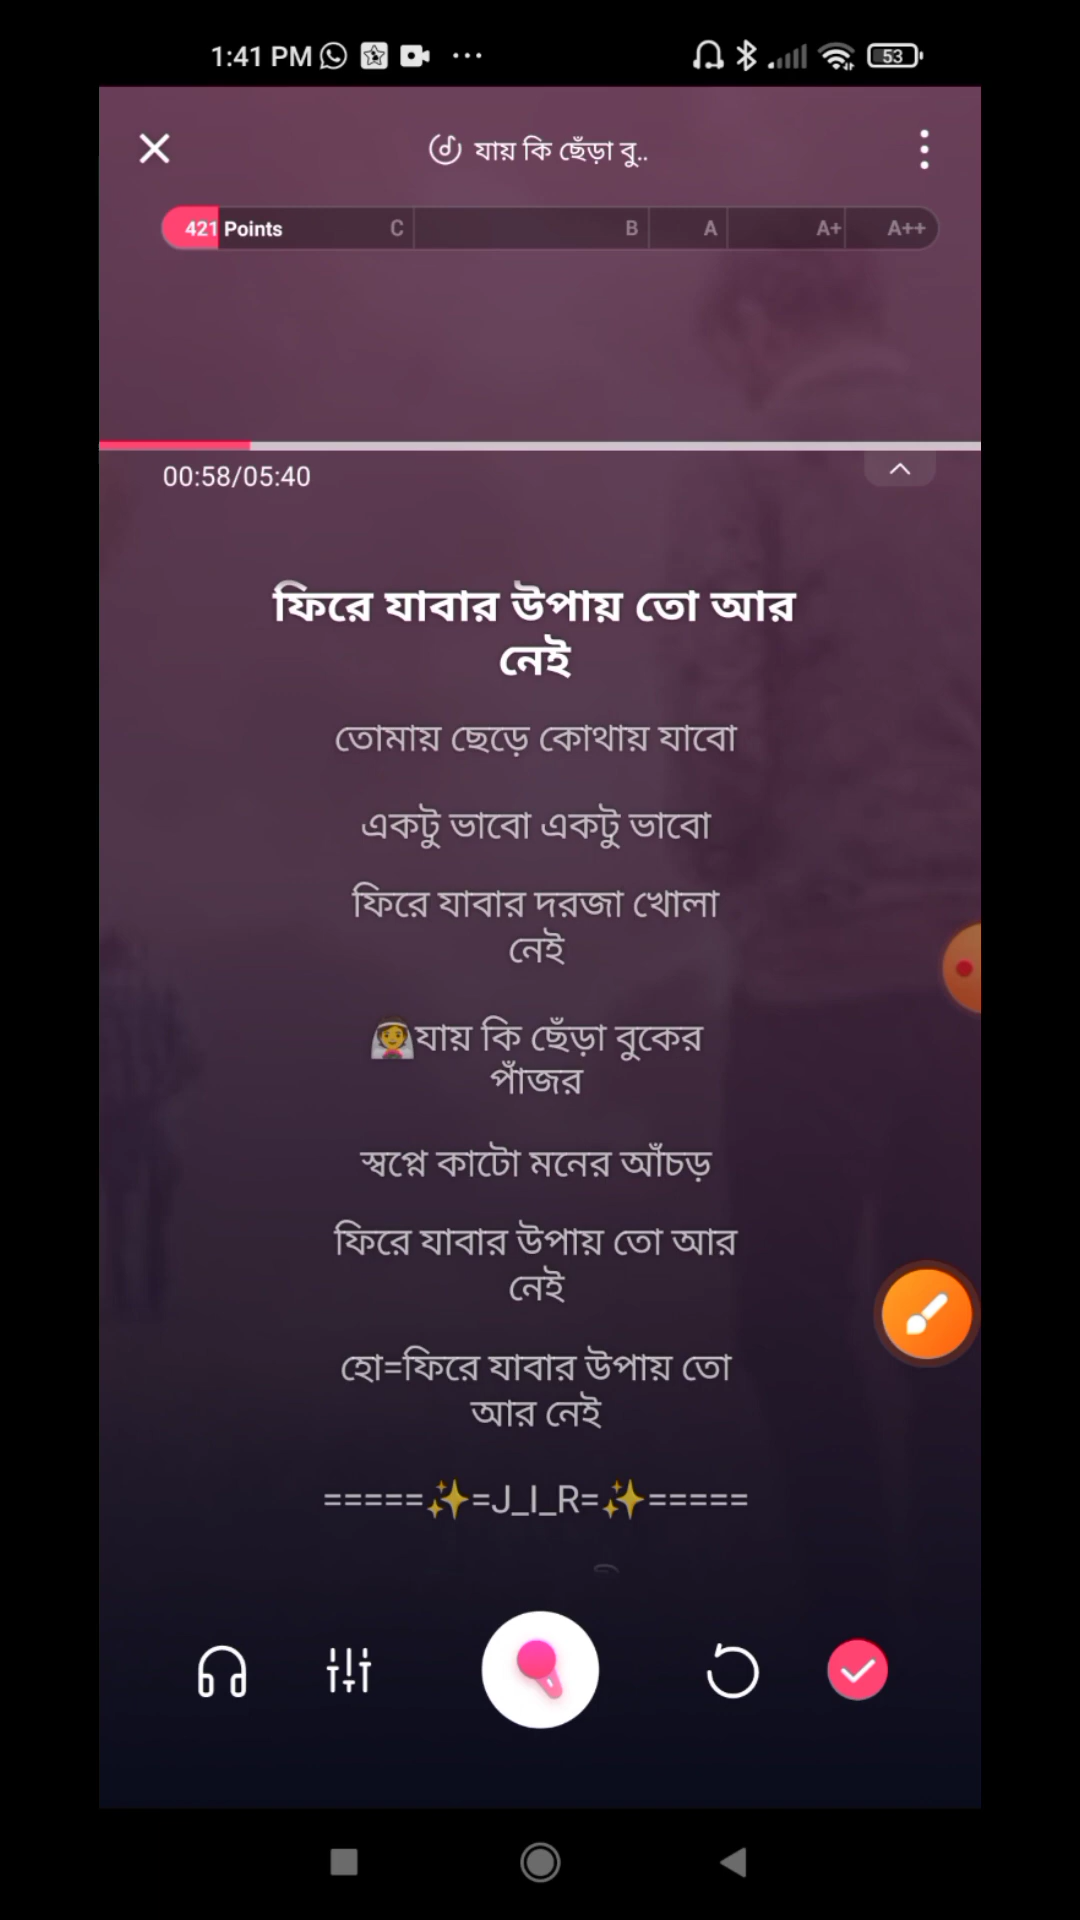 1:41 PM
53
যায় কি ছেঁড়া বু..
421 Points C B A A+ A++
00:58/05:40
ফিরে যাবার উপায় তো আর
নেই
তোমায় ছেড়ে কোথায় যাবো
একটু ভাবো একটু ভাবো
ফিরে যাবার দরজা খোলা
নেই
👰যায় কি ছেঁড়া বুকের
পাঁজর
স্বপ্নে কাটো মনের আঁচড়
ফিরে যাবার উপায় তো আর
নেই
হো=ফিরে যাবার উপায় তো
আর নেই
=====✨=J_I_R=✨=====